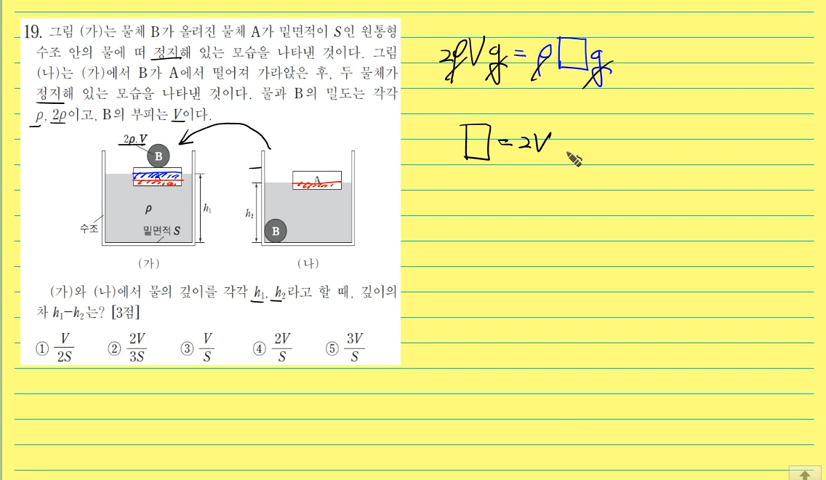 19. 그림 (가)는 물체 B가 올려진 물체 A가 밑면적이 S인 원통형
수조 안의 물에 떠 정지해 있는 모습을 나타낸 것이다. 그림
(나)는 (가)에서 B가 A에서 떨어져 가라앉은 후, 두 물체가
정지해 있는 모습을 나타낸 것이다. 물과 B의 밀도는 각각
ρ, 2ρ이고, B의 부피는 V이다.
2ρ, V
B
ρ
h₁
수조
밑면적 S
(가)
A
h₂
B
(나)
(가)와 (나)에서 물의 깊이를 각각 h₁, h₂라고 할 때, 깊이의
차 h₁-h₂는? [3점]
① V/2S ② 2V/3S ③ V/S ④ 2V/S ⑤ 3V/S
2ρVg = ρ□g
□ = 2V